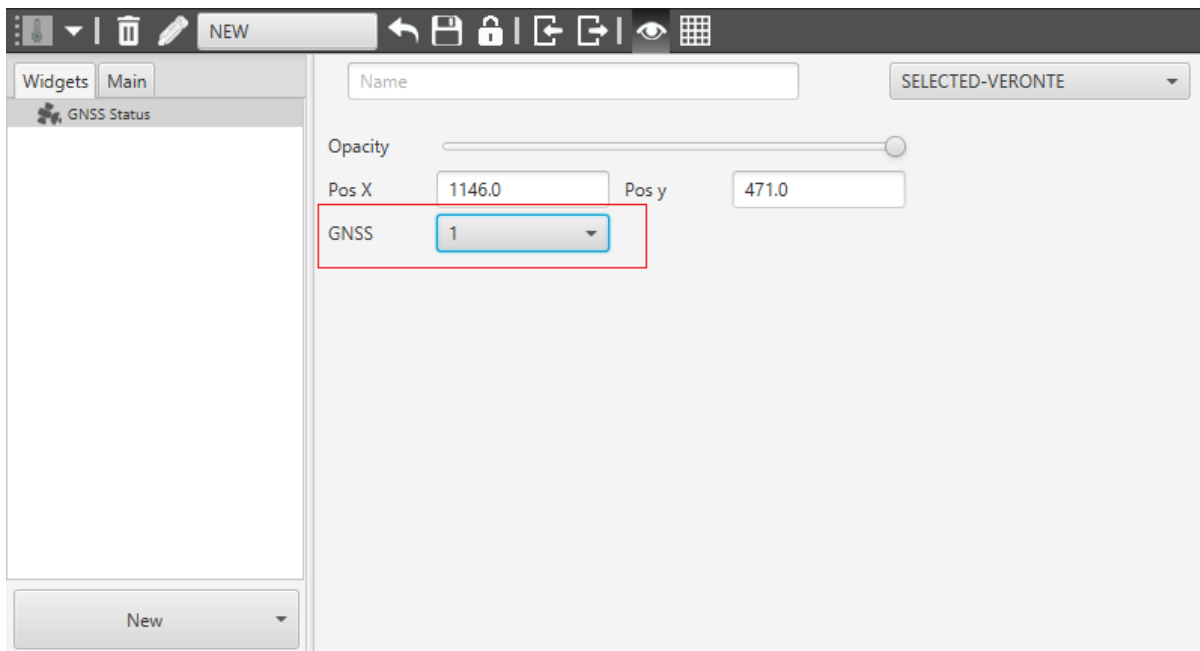 NEW
Widgets Main
Name
SELECTED-VERONTE
GNSS Status
Opacity
Pos X 1146.0 Pos y 471.0
GNSS 1
New